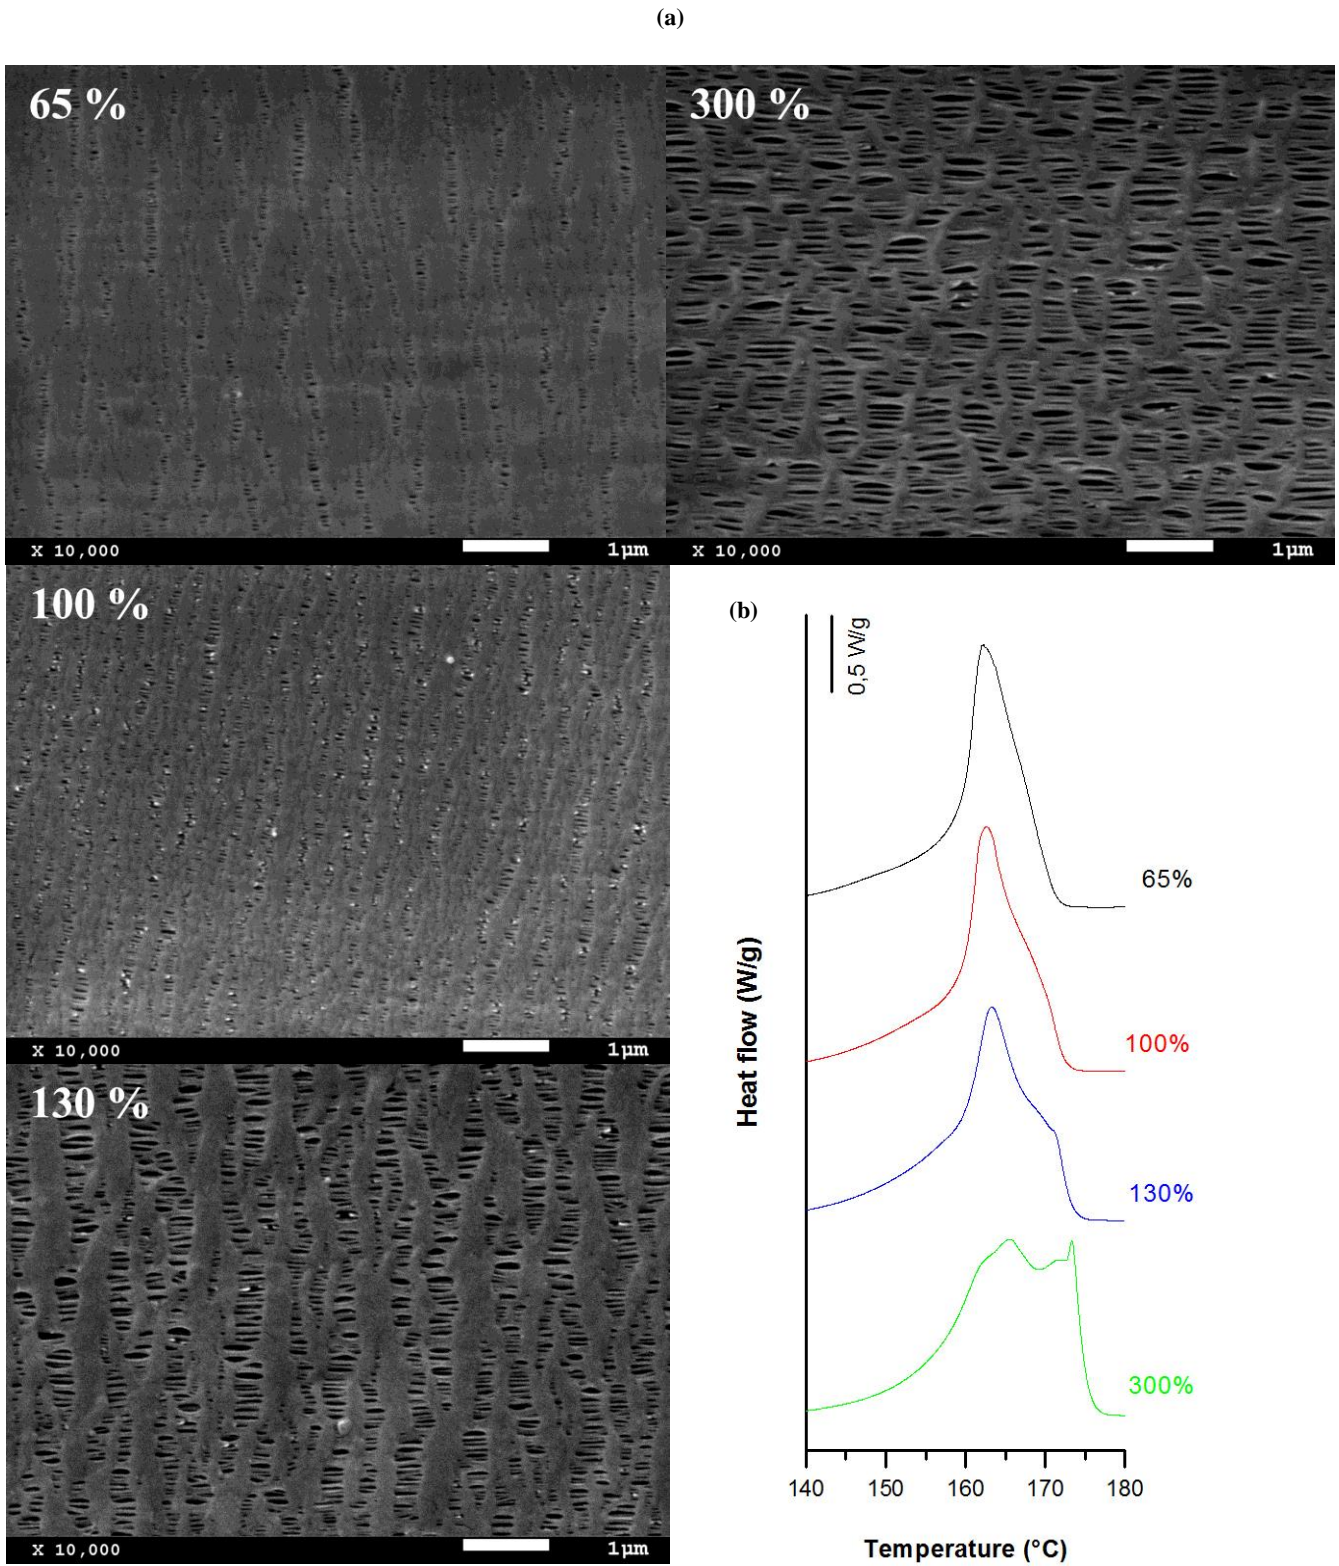 (a)
65 %
300 %
X 10,000 1µm
X 10,000 1µm
100 %
X 10,000 1µm
130 %
X 10,000 1µm
(b)
0,5 W/g
65%
100%
130%
300%
Heat flow (W/g)
140 150 160 170 180
Temperature (°C)